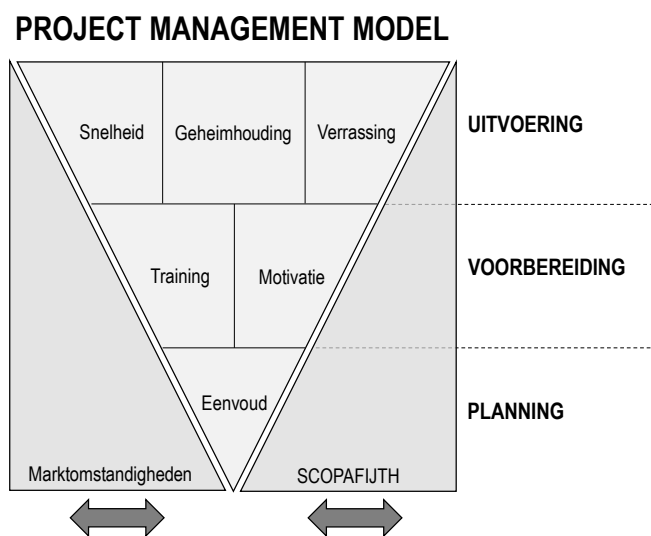 PROJECT MANAGEMENT MODEL
Snelheid
Geheimhouding
Verrassing
UITVOERING
Training
Motivatie
VOORBEREIDING
Eenvoud
PLANNING
Marktomstandigheden
SCOPAFIJTH